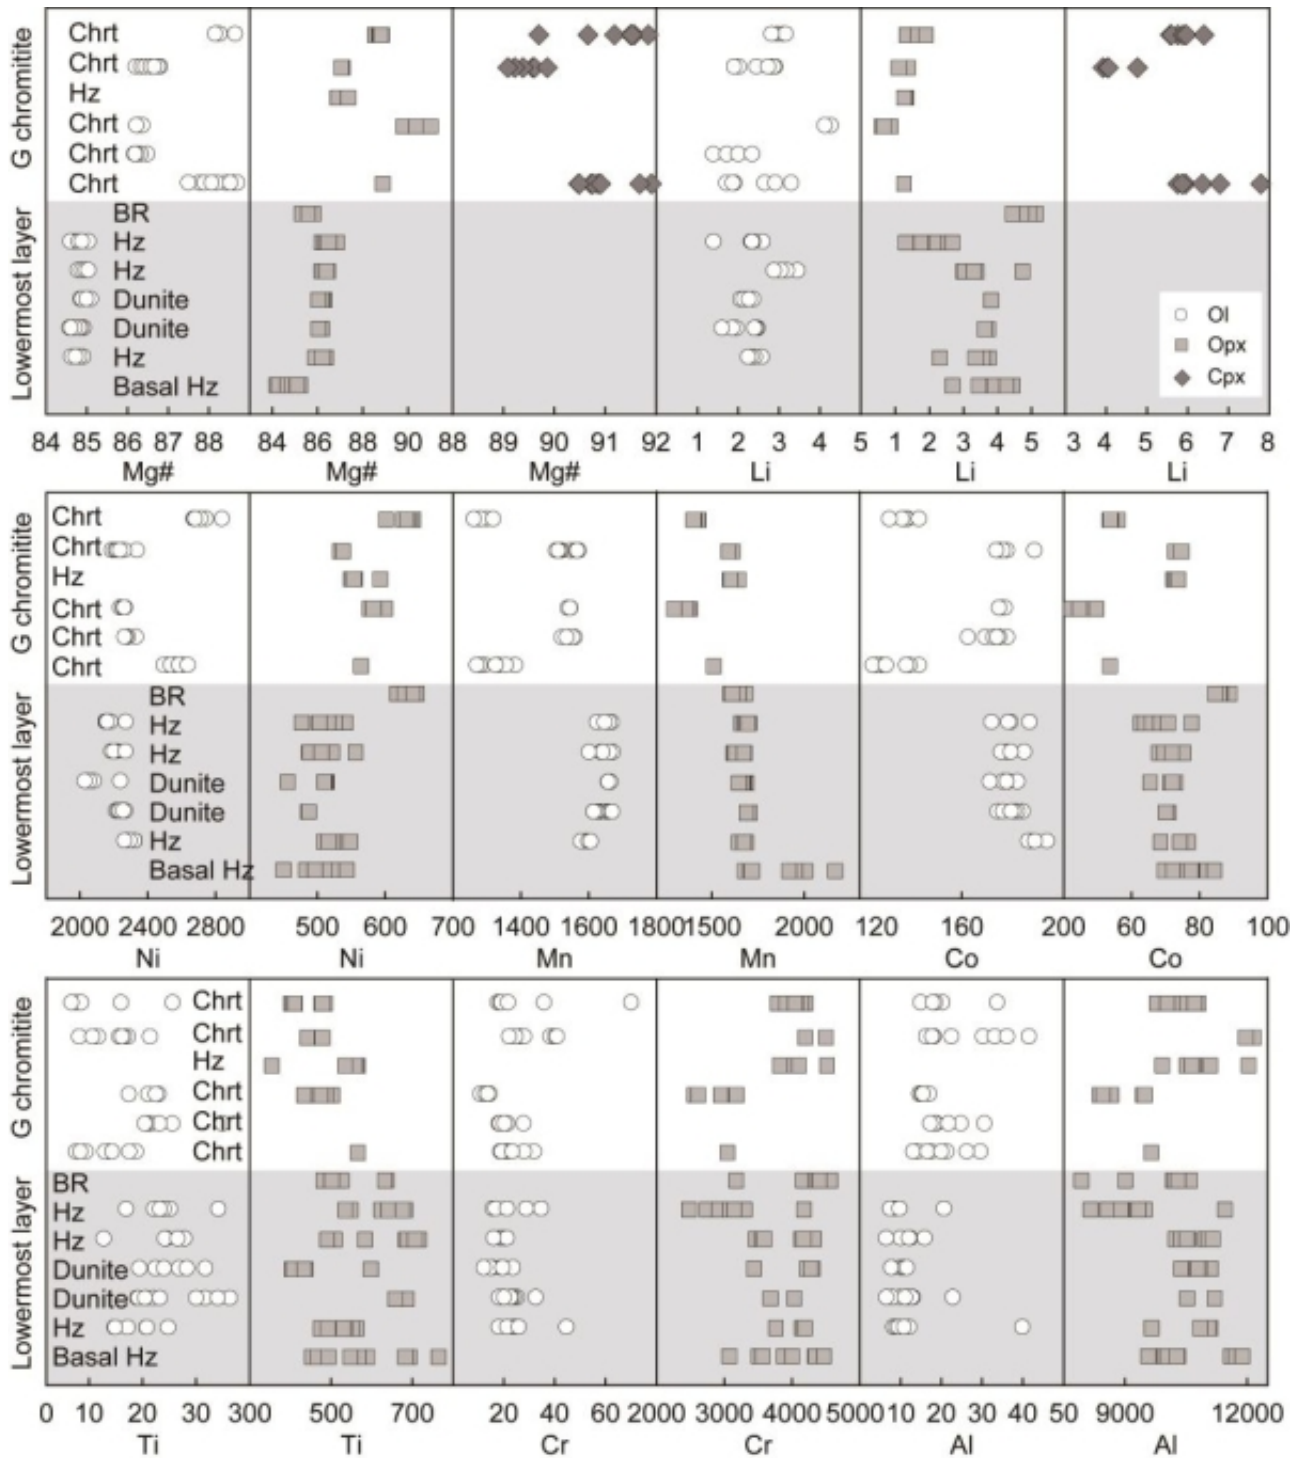 G chromitite
Lowermost layer
Chrt
Chrt
Hz
Chrt
Chrt
Chrt
BR
Hz
Hz
Dunite
Dunite
Hz
Basal Hz
Ol
Opx
Cpx
84 85 86 87 88 84 86 88 90 88 89 90 91 92 1 2 3 4 5 1 2 3 4 5 3 4 5 6 7 8
Mg# Mg# Mg# Li Li Li
G chromitite
Lowermost layer
Chrt
Chrt
Hz
Chrt
Chrt
Chrt
BR
Hz
Hz
Dunite
Dunite
Hz
Basal Hz
2000 2400 2800 500 600 700 1400 1600 1800 1500 2000 120 160 200 60 80 100
Ni Ni Mn Mn Co Co
G chromitite
Lowermost layer
Chrt
Chrt
Hz
Chrt
Chrt
Chrt
BR
Hz
Hz
Dunite
Dunite
Hz
Basal Hz
0 10 20 30 300 500 700 20 40 60 2000 3000 4000 5000 10 20 30 40 50 9000 12000
Ti Ti Cr Cr Al Al